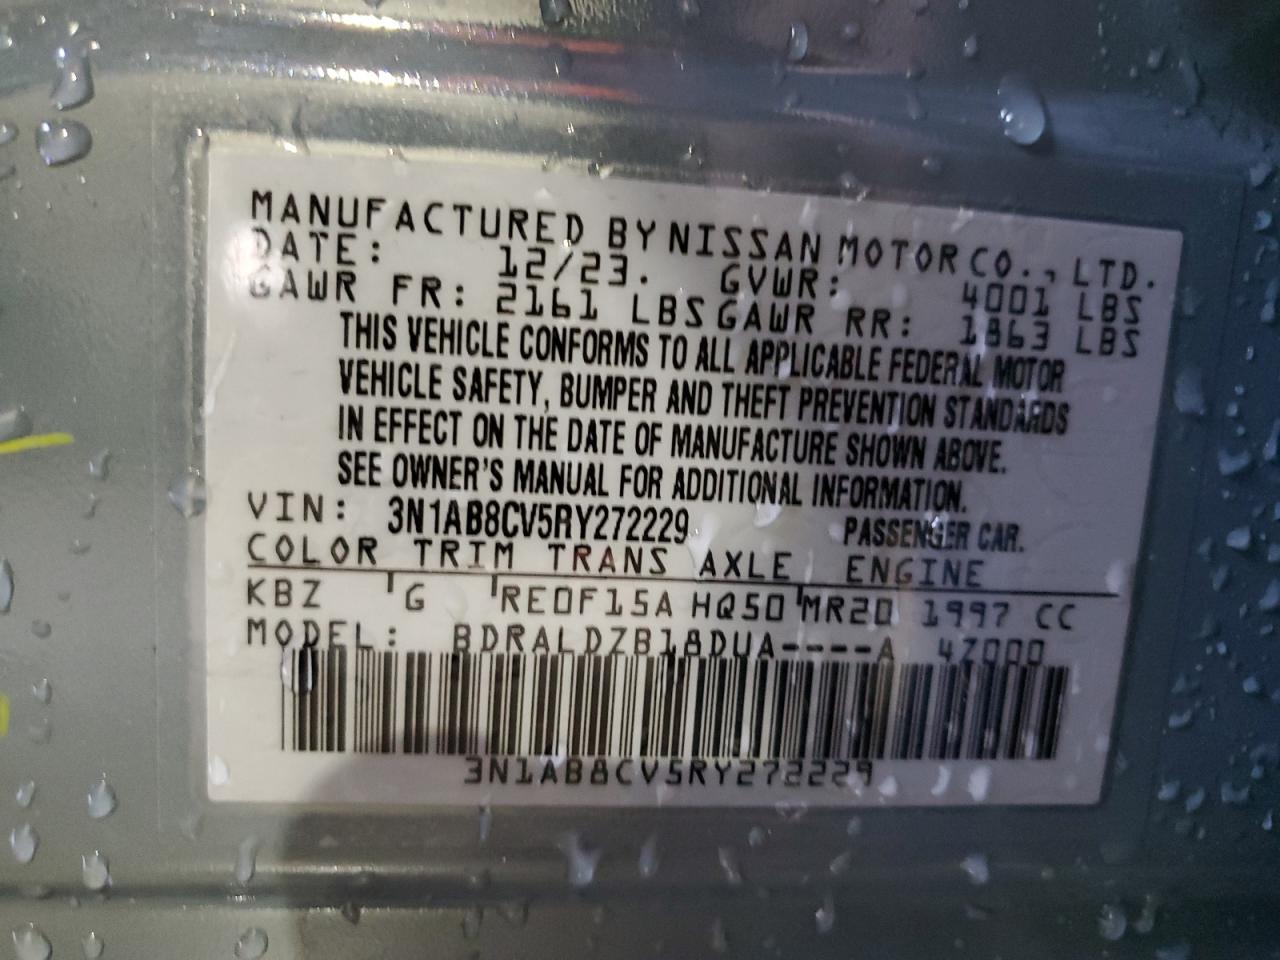 MANUFACTURED BY NISSAN MOTOR CO., LTD.
DATE: 12/23. GVWR: 4001 LBS
GAWR FR: 2161 LBS GAWR RR: 1863 LBS
THIS VEHICLE CONFORMS TO ALL APPLICABLE FEDERAL MOTOR
VEHICLE SAFETY, BUMPER AND THEFT PREVENTION STANDARDS
IN EFFECT ON THE DATE OF MANUFACTURE SHOWN ABOVE.
SEE OWNER'S MANUAL FOR ADDITIONAL INFORMATION.
VIN: 3N1AB8CV5RY272229 PASSENGER CAR.
COLOR TRIM TRANS AXLE ENGINE
KBZ G RE0F15A HQ50 MR20 1997 CC
MODEL: BDRALDZB18DUA----A 4Z000
3N1AB8CV5RY272229